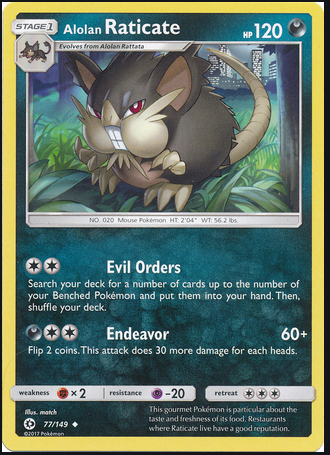 STAGE 1 Alolan Raticate HP 120
Evolves from Alolan Rattata
NO. 020 Mouse Pokémon HT: 2'04" WT: 56.2 lbs.
Evil Orders
Search your deck for a number of cards up to the number
of your Benched Pokémon and put them into your hand. Then,
shuffle your deck.
Endeavor 60+
Flip 2 coins. This attack does 30 more damage for each heads.
weakness × 2 resistance -20 retreat
Illus. match
77/149
©2017 Pokémon
This gourmet Pokémon is particular about the
taste and freshness of its food. Restaurants
where Raticate live have a good reputation.